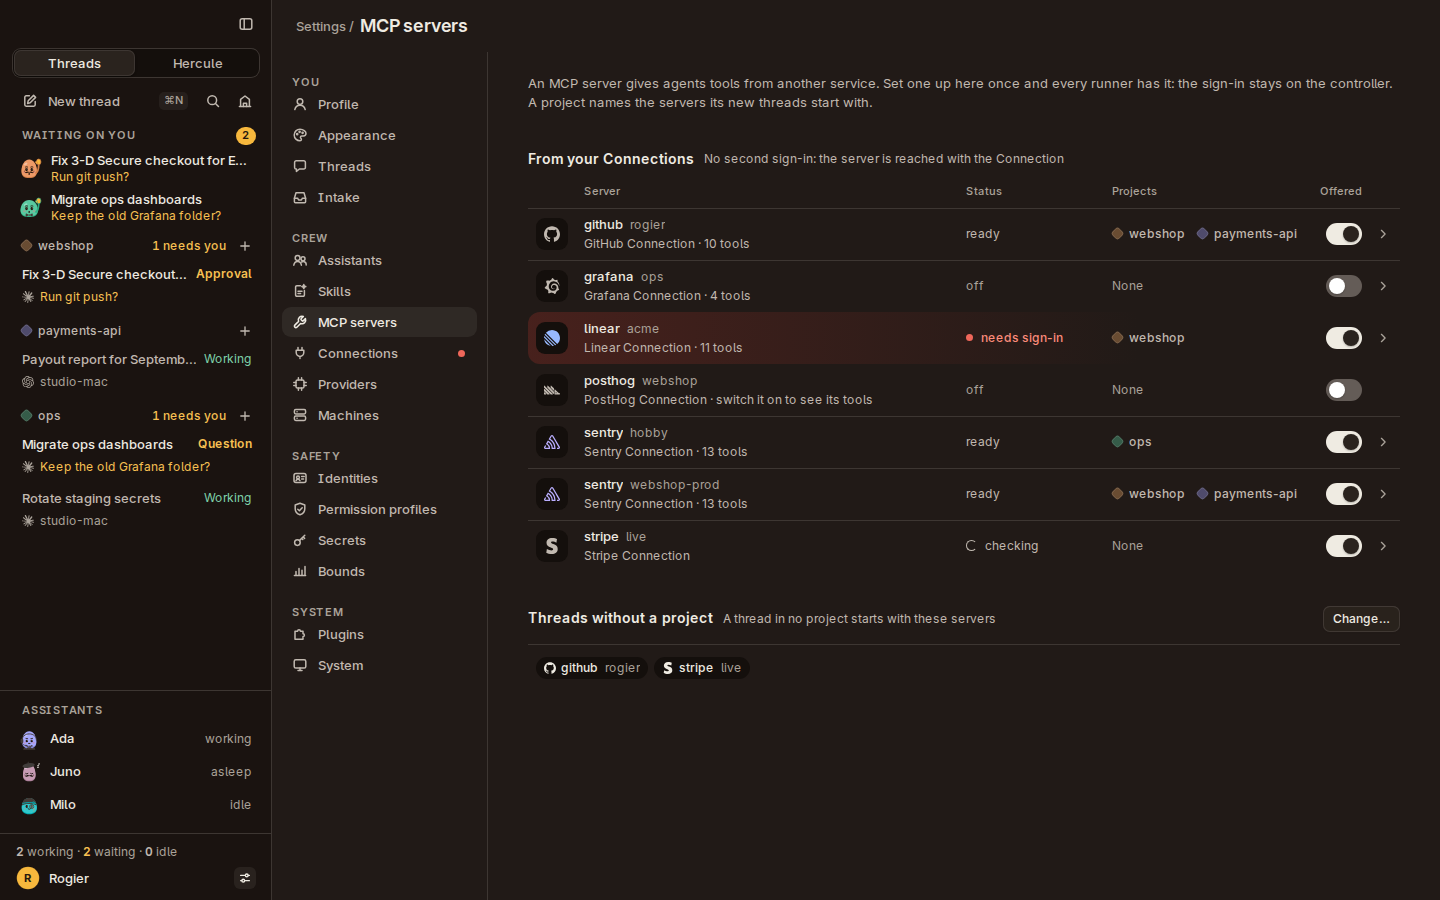 Threads
Hercule
New thread
⌘N
WAITING ON YOU
2
Fix 3-D Secure checkout for E...
Run git push?
Migrate ops dashboards
Keep the old Grafana folder?
webshop
1 needs you
Fix 3-D Secure checkout...
Approval
Run git push?
payments-api
Payout report for Septemb...
Working
studio-mac
ops
1 needs you
Migrate ops dashboards
Question
Keep the old Grafana folder?
Rotate staging secrets
Working
studio-mac
ASSISTANTS
Ada
working
Juno
asleep
Milo
idle
2 working · 2 waiting · 0 idle
R
Rogier
Settings / MCP servers
YOU
Profile
Appearance
Threads
Intake
CREW
Assistants
Skills
MCP servers
Connections
Providers
Machines
SAFETY
Identities
Permission profiles
Secrets
Bounds
SYSTEM
Plugins
System
An MCP server gives agents tools from another service. Set one up here once and every runner has it: the sign-in stays on the controller.
A project names the servers its new threads start with.
From your Connections No second sign-in: the server is reached with the Connection
Server
Status
Projects
Offered
github rogier
GitHub Connection · 10 tools
ready
webshop
payments-api
grafana ops
Grafana Connection · 4 tools
off
None
linear acme
Linear Connection · 11 tools
needs sign-in
webshop
posthog webshop
PostHog Connection · switch it on to see its tools
off
None
sentry hobby
Sentry Connection · 13 tools
ready
ops
sentry webshop-prod
Sentry Connection · 13 tools
ready
webshop
payments-api
stripe live
Stripe Connection
checking
None
Threads without a project A thread in no project starts with these servers
Change...
github rogier
stripe live